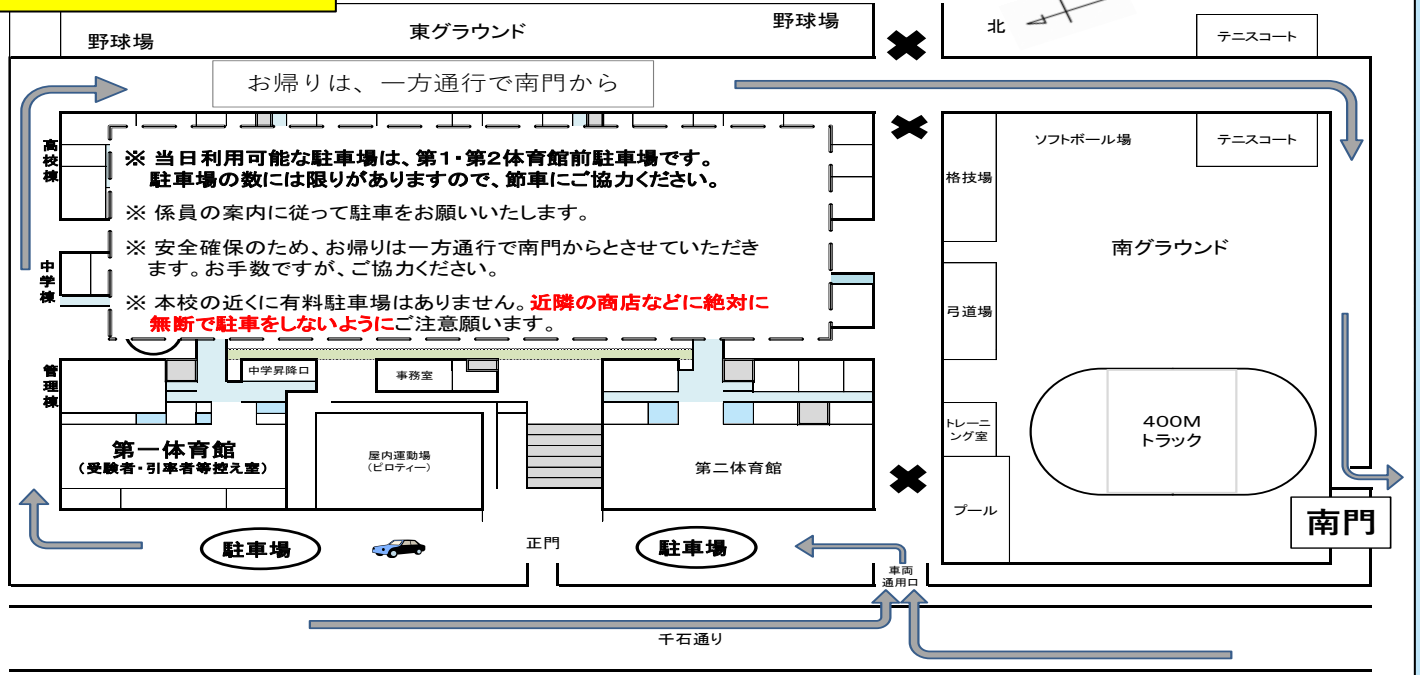 野球場
東グラウンド
野球場
北
テニスコート
お帰りは、一方通行で南門から
高校棟
※ 当日利用可能な駐車場は、第1・第2体育館前駐車場です。
駐車場の数には限りがありますので、節車にご協力ください。
※ 係員の案内に従って駐車をお願いいたします。
※ 安全確保のため、お帰りは一方通行で南門からとさせていただき
ます。お手数ですが、ご協力ください。
※ 本校の近くに有料駐車場はありません。近隣の商店などに絶対に
無断で駐車をしないようにご注意願います。
ソフトボール場
テニスコート
格技場
南グラウンド
中学棟
弓道場
管理棟
中学昇降口
事務室
トレーニ
ング室
400M
トラック
第一体育館
（受験者・引率者等控え室）
屋内運動場
（ピロティー）
第二体育館
プール
南門
駐車場
正門
駐車場
車両
通用口
千石通り